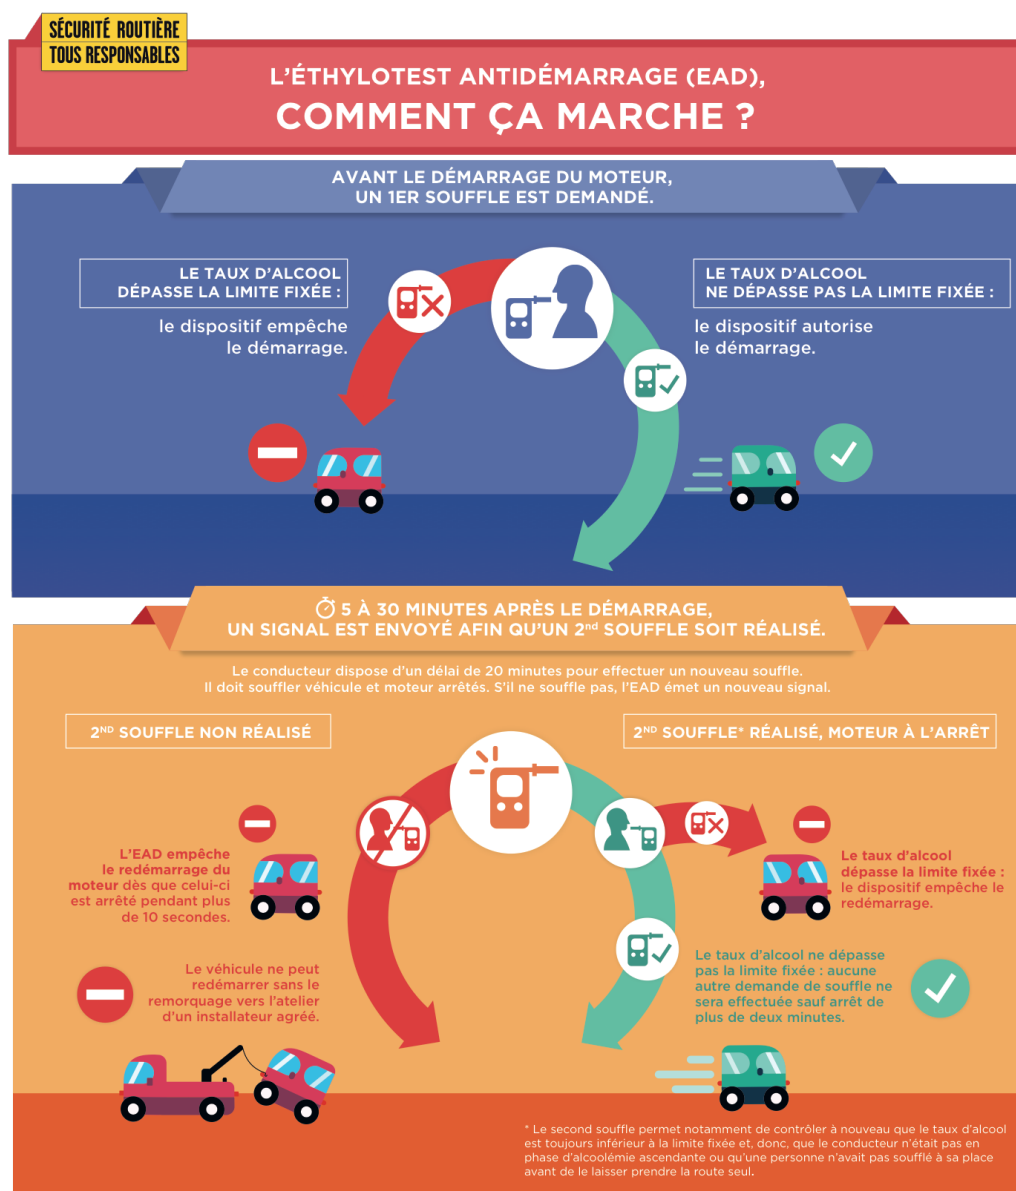 SÉCURITÉ ROUTIÈRE
TOUS RESPONSABLES
L'ÉTHYLOTEST ANTIDÉMARRAGE (EAD),
COMMENT ÇA MARCHE ?
AVANT LE DÉMARRAGE DU MOTEUR,
UN 1ER SOUFFLE EST DEMANDÉ.
LE TAUX D'ALCOOL
DÉPASSE LA LIMITE FIXÉE :
le dispositif empêche
le démarrage.
LE TAUX D'ALCOOL
NE DÉPASSE PAS LA LIMITE FIXÉE :
le dispositif autorise
le démarrage.
5 À 30 MINUTES APRÈS LE DÉMARRAGE,
UN SIGNAL EST ENVOYÉ AFIN QU'UN 2nd SOUFFLE SOIT RÉALISÉ.
Le conducteur dispose d'un délai de 20 minutes pour effectuer un nouveau souffle.
Il doit souffler véhicule et moteur arrêtés. S'il ne souffle pas, l'EAD émet un nouveau signal.
2ND SOUFFLE NON RÉALISÉ
L'EAD empêche
le redémarrage du
moteur dès que celui-ci
est arrêté pendant plus
de 10 secondes.
Le véhicule ne peut
redémarrer sans le
remorquage vers l'atelier
d'un installateur agréé.
2ND SOUFFLE* RÉALISÉ, MOTEUR À L'ARRÊT
Le taux d'alcool
dépasse la limite fixée :
le dispositif empêche le
redémarrage.
Le taux d'alcool ne dépasse
pas la limite fixée : aucune
autre demande de souffle ne
sera effectuée sauf arrêt de
plus de deux minutes.
* Le second souffle permet notamment de contrôler à nouveau que le taux d'alcool
est toujours inférieur à la limite fixée et, donc, que le conducteur n'était pas en
phase d'alcoolémie ascendante ou qu'une personne n'avait pas soufflé à sa place
avant de le laisser prendre la route seul.